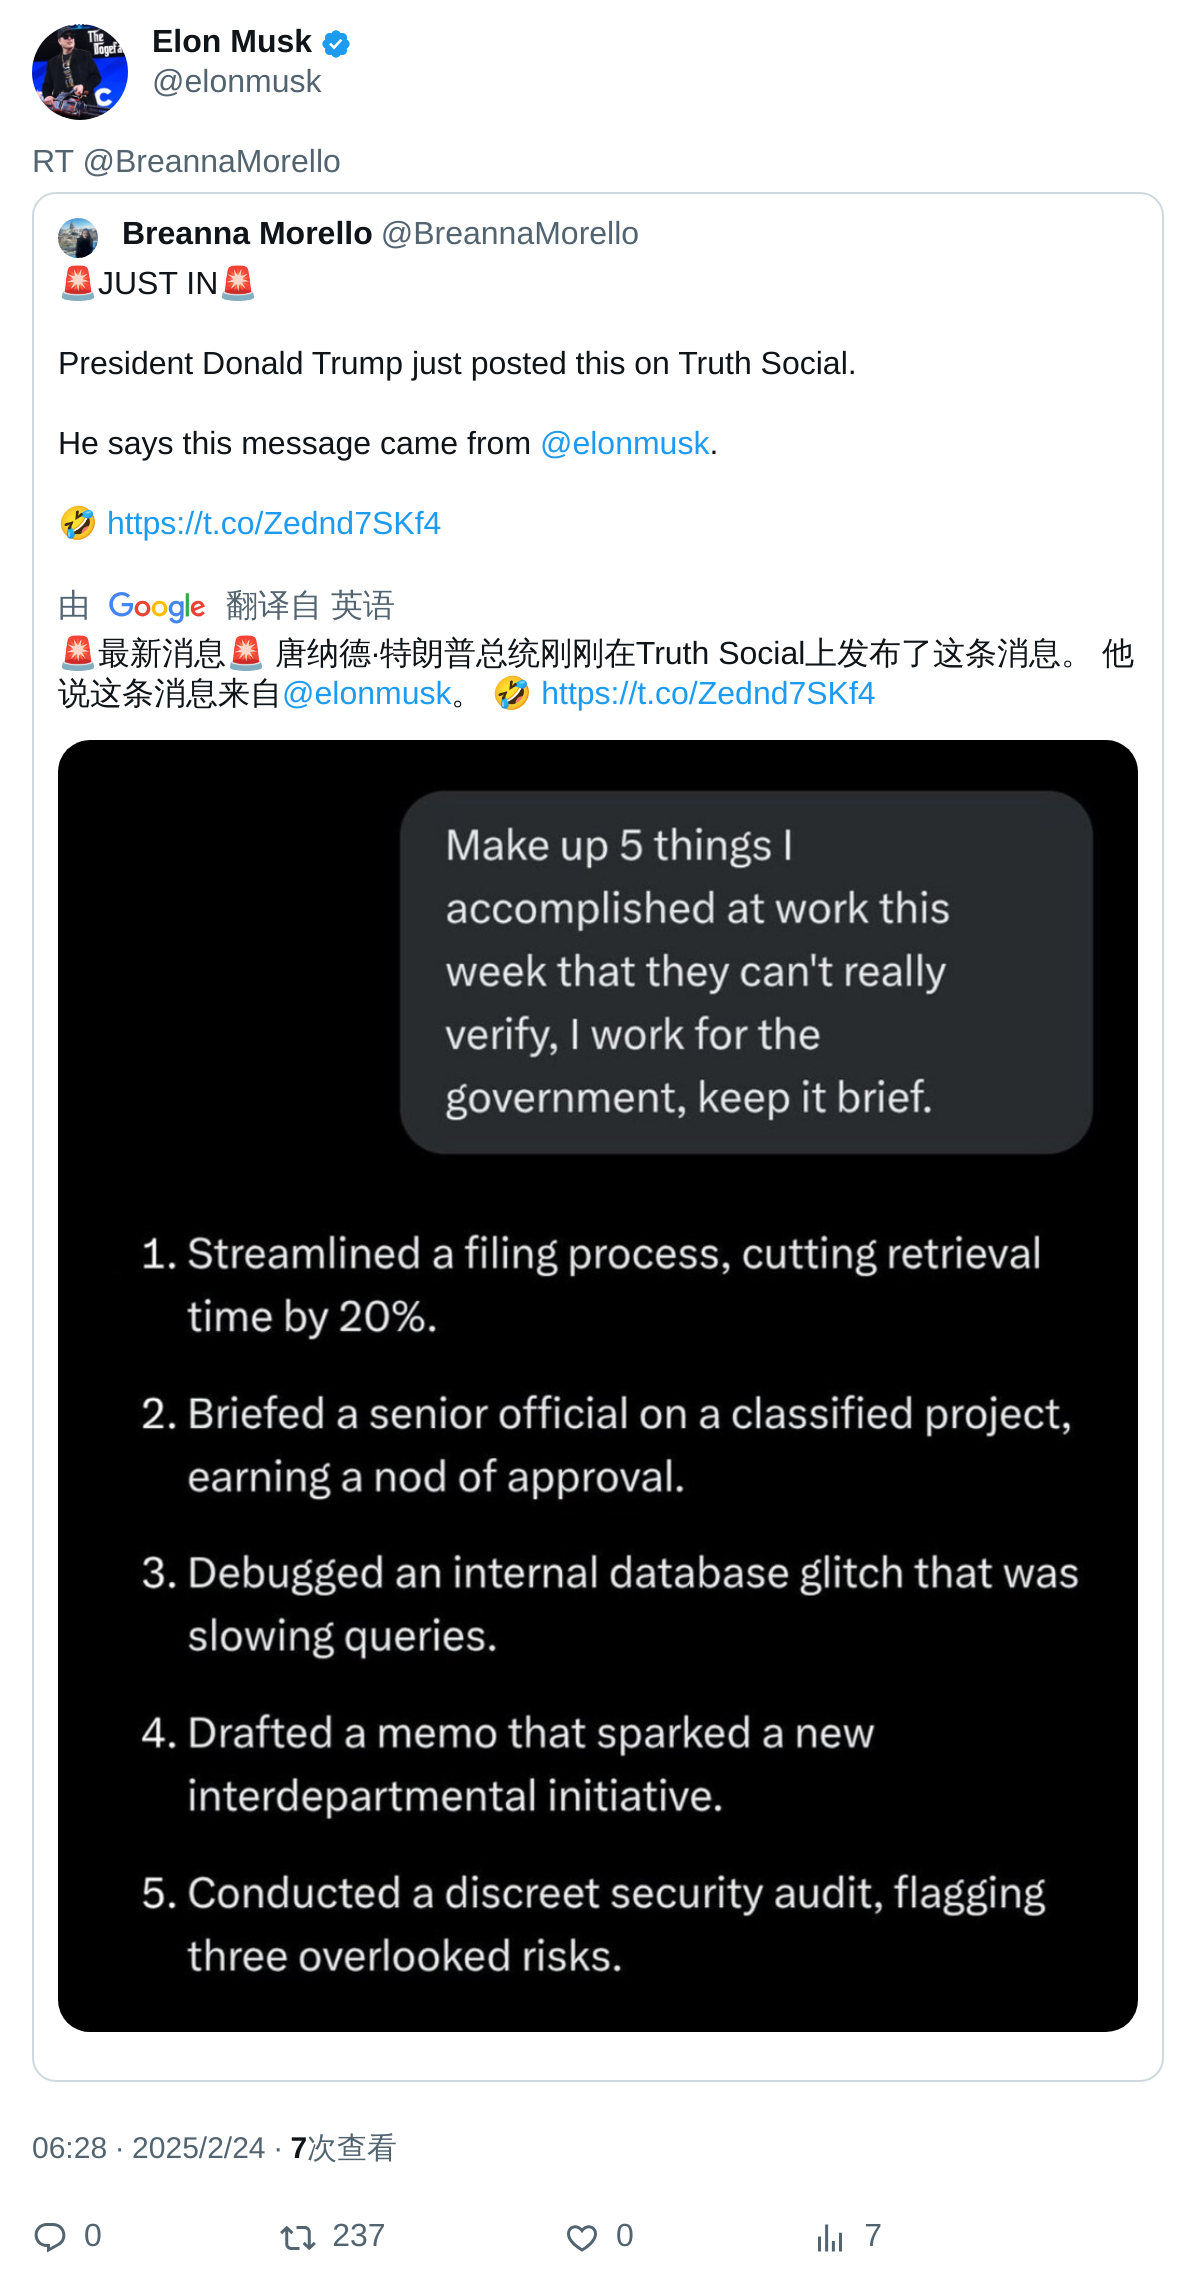 The
Dogefa
C
Elon Musk
@elonmusk
RT @BreannaMorello
Breanna Morello @BreannaMorello
🚨JUST IN🚨
President Donald Trump just posted this on Truth Social.
He says this message came from @elonmusk.
🤣 https://t.co/Zednd7SKf4
由 Google 翻译自 英语
🚨最新消息🚨 唐纳德·特朗普总统刚刚在Truth Social上发布了这条消息。 他
说这条消息来自@elonmusk。 🤣 https://t.co/Zednd7SKf4
Make up 5 things I
accomplished at work this
week that they can't really
verify, I work for the
government, keep it brief.
1. Streamlined a filing process, cutting retrieval
time by 20%.
2. Briefed a senior official on a classified project,
earning a nod of approval.
3. Debugged an internal database glitch that was
slowing queries.
4. Drafted a memo that sparked a new
interdepartmental initiative.
5. Conducted a discreet security audit, flagging
three overlooked risks.
06:28 · 2025/2/24 · 7次查看
0 237 0 7